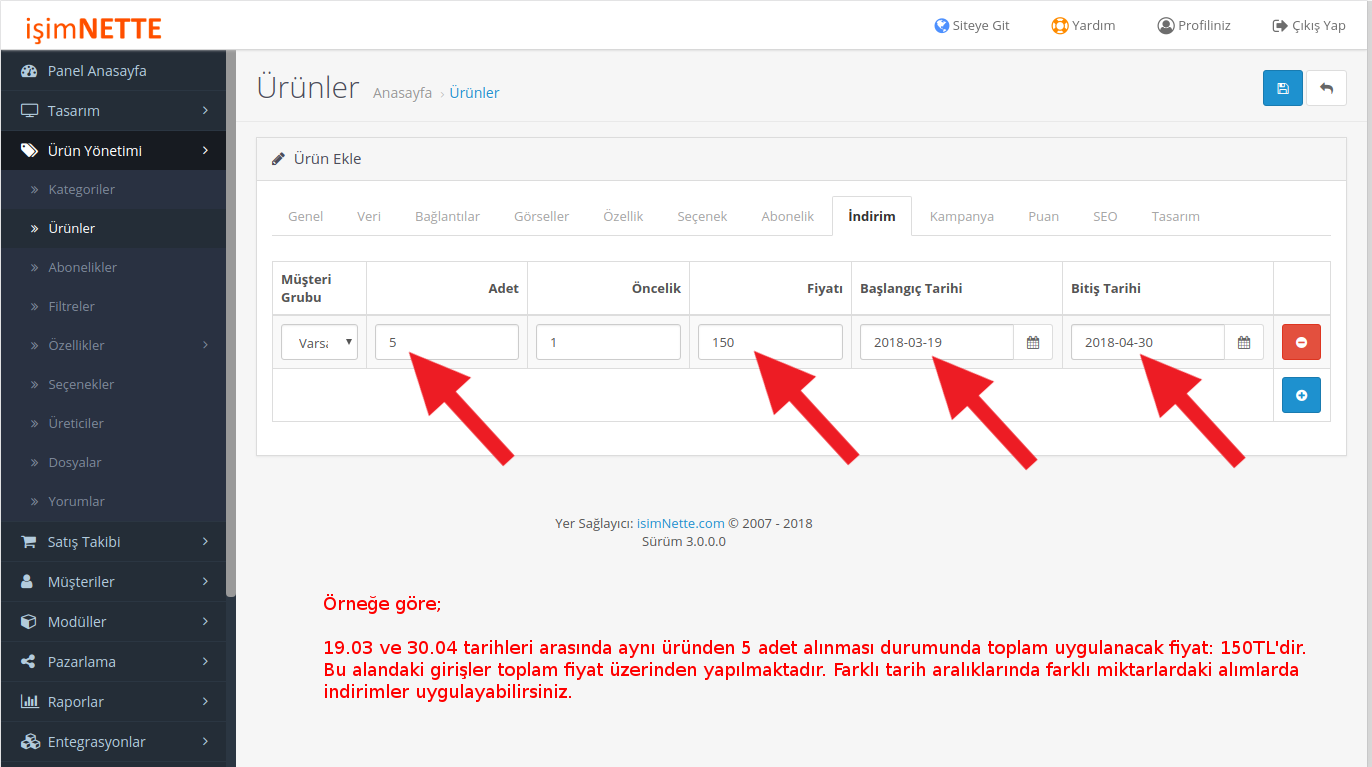 işimNETTE
Siteye Git
Yardım
Profiliniz
Çıkış Yap
Panel Anasayfa
Tasarım
Ürün Yönetimi
Kategoriler
Ürünler
Abonelikler
Filtreler
Özellikler
Seçenekler
Üreticiler
Dosyalar
Yorumlar
Satış Takibi
Müşteriler
Modüller
Pazarlama
Raporlar
Entegrasyonlar
Ürünler Anasayfa › Ürünler
Ürün Ekle
Genel Veri Bağlantılar Görseller Özellik Seçenek Abonelik İndirim Kampanya Puan SEO Tasarım
Müşteri
Grubu
Adet
Öncelik
Fiyatı
Başlangıç Tarihi
Bitiş Tarihi
Varsa
5
1
150
2018-03-19
2018-04-30
Yer Sağlayıcı: isimNette.com © 2007 - 2018
Sürüm 3.0.0.0
Örneğe göre;
19.03 ve 30.04 tarihleri arasında aynı üründen 5 adet alınması durumunda toplam uygulanacak fiyat: 150TL'dir.
Bu alandaki girişler toplam fiyat üzerinden yapılmaktadır. Farklı tarih aralıklarında farklı miktarlardaki alımlarda
indirimler uygulayabilirsiniz.